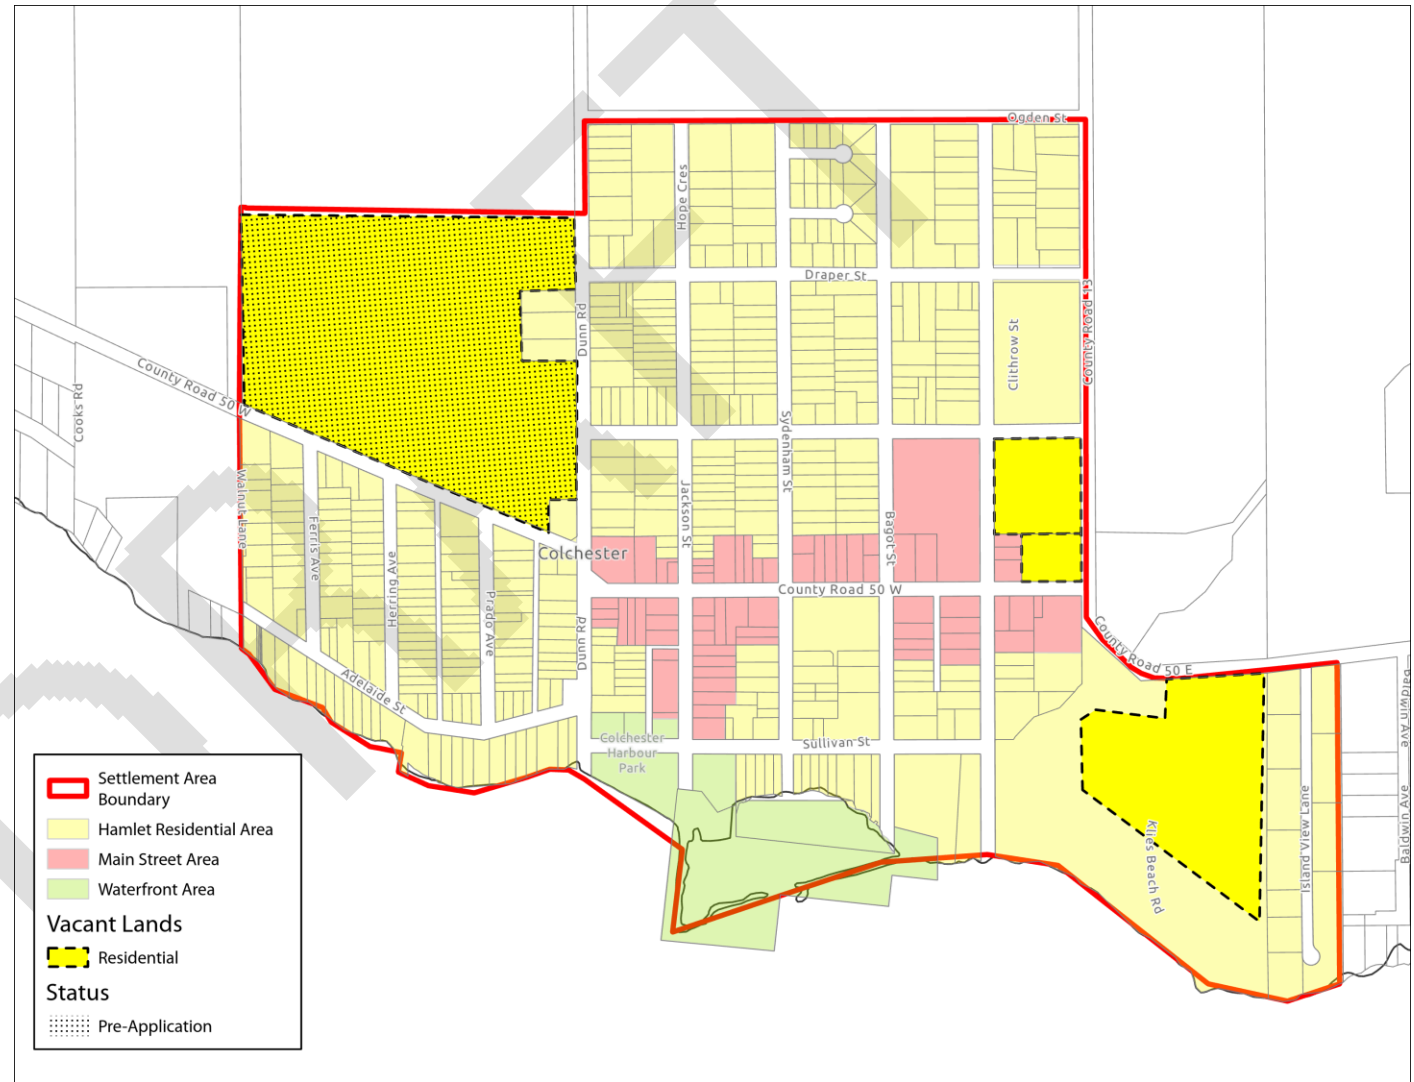 Ogden St
Hope Cres
Draper St
Dunn Rd
County Road 13
Clithrow St
County Road 50 W
Cooks Rd
Walnut Lane
Ferris Ave
Herring Ave
Prado Ave
Adelaide St
Colchester
Jackson St
Sydenham St
Bagot St
County Road 50 W
Dunn Rd
County Road 50 E
Sullivan St
Colchester
Harbour
Park
Klies Beach Rd
Island View Lane
Baldwin Ave
Baldwin Ave
Settlement Area
Boundary
Hamlet Residential Area
Main Street Area
Waterfront Area
Vacant Lands
Residential
Status
Pre-Application
DRAFT